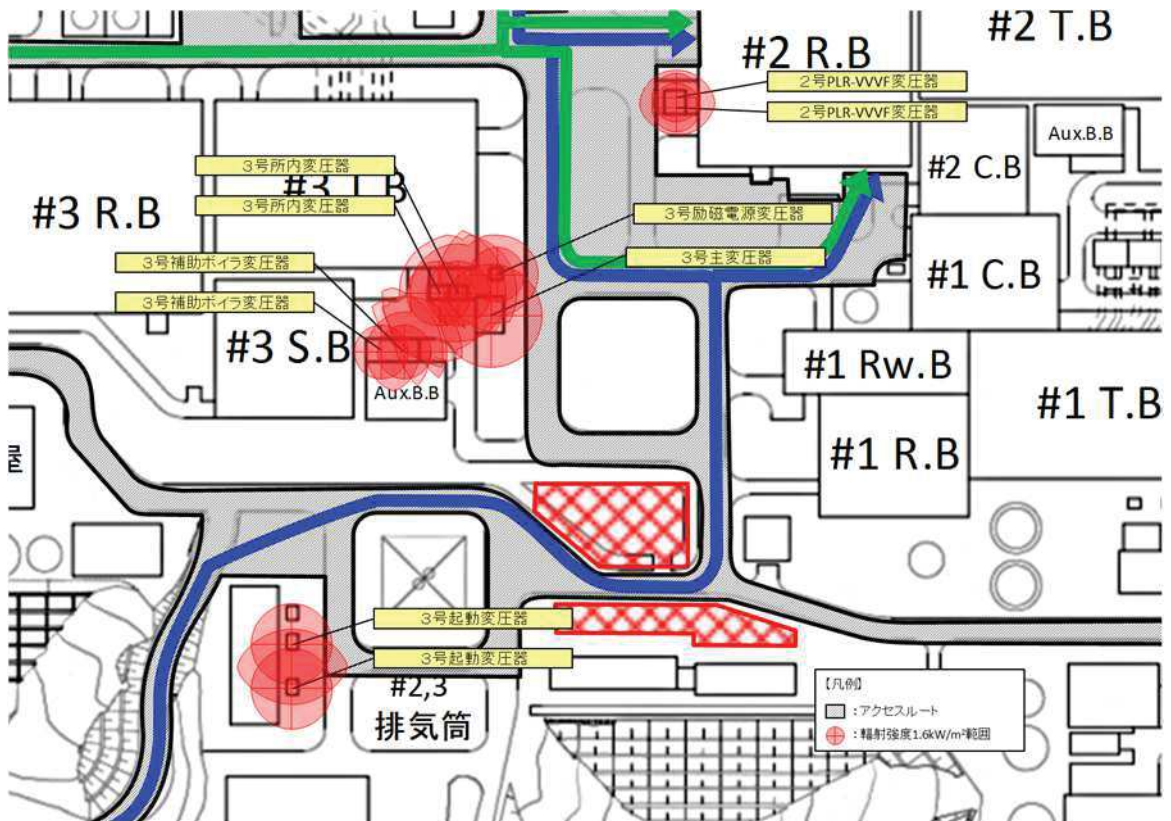 #2 T.B
#2 R.B
2号PLR-VVVF変圧器
2号PLR-VVVF変圧器
Aux.B.B
#2 C.B
3号所内変圧器
#3 T.B
3号所内変圧器
#3 R.B
3号励磁電源変圧器
3号主変圧器
3号補助ボイラ変圧器
3号補助ボイラ変圧器
#1 C.B
#3 S.B
#1 Rw.B
Aux.B.B
#1 T.B
#1 R.B
屋
3号起動変圧器
3号起動変圧器
#2,3
排気筒
【凡例】
：アクセスルート
：輻射強度1.6kW/m²範囲